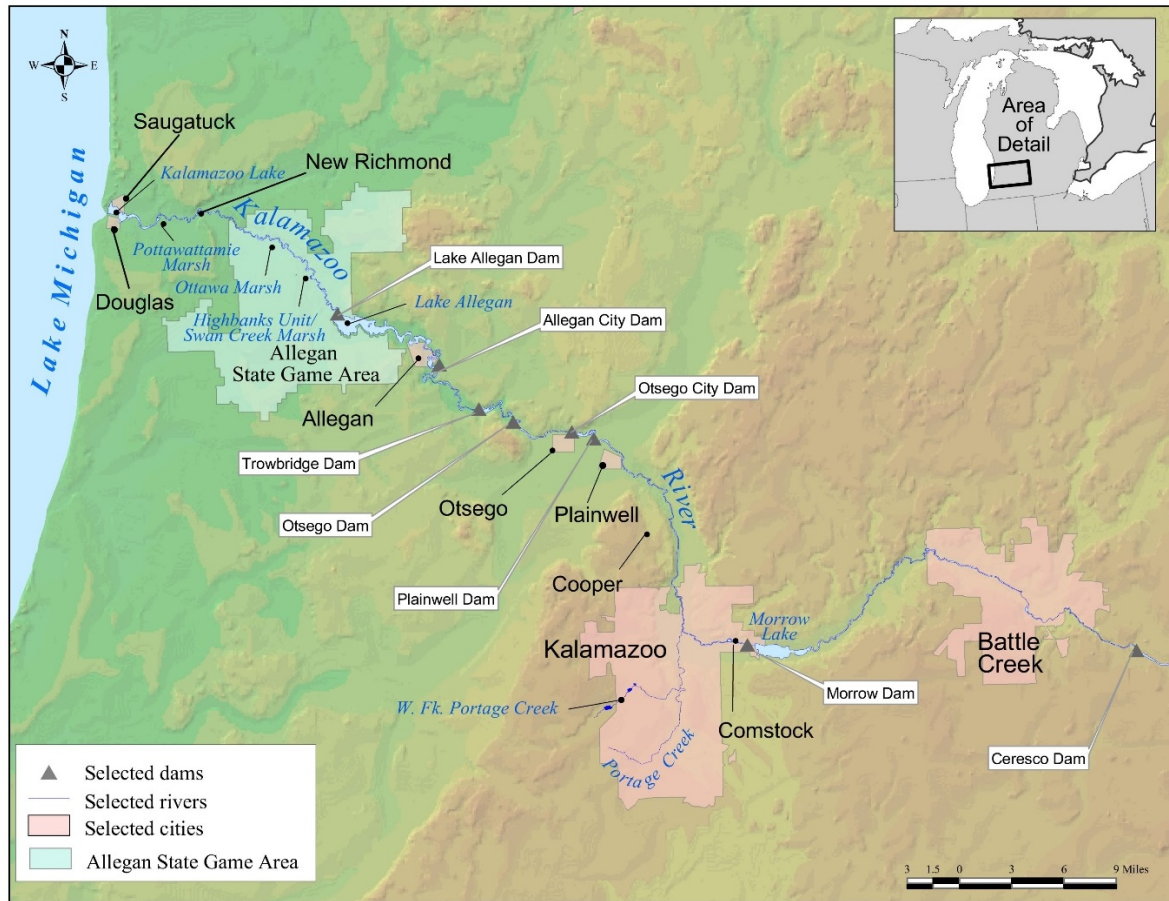 N
W
E
S
Lake Michigan
Saugatuck
Kalamazoo Lake
New Richmond
Kalamazoo
Pottawattamie
Marsh
Douglas
Ottawa Marsh
Highbanks Unit/
Swan Creek Marsh
Allegan
State Game Area
Lake Allegan Dam
Lake Allegan
Allegan City Dam
Allegan
Otsego City Dam
Trowbridge Dam
Otsego Dam
Otsego
Plainwell
River
Plainwell Dam
Cooper
Kalamazoo
Morrow
Lake
Battle
Creek
Morrow Dam
W. Fk. Portage Creek
Comstock
Portage Creek
Ceresco Dam
Area
of
Detail
Selected dams
Selected rivers
Selected cities
Allegan State Game Area
3 1.5 0 3 6 9 Miles